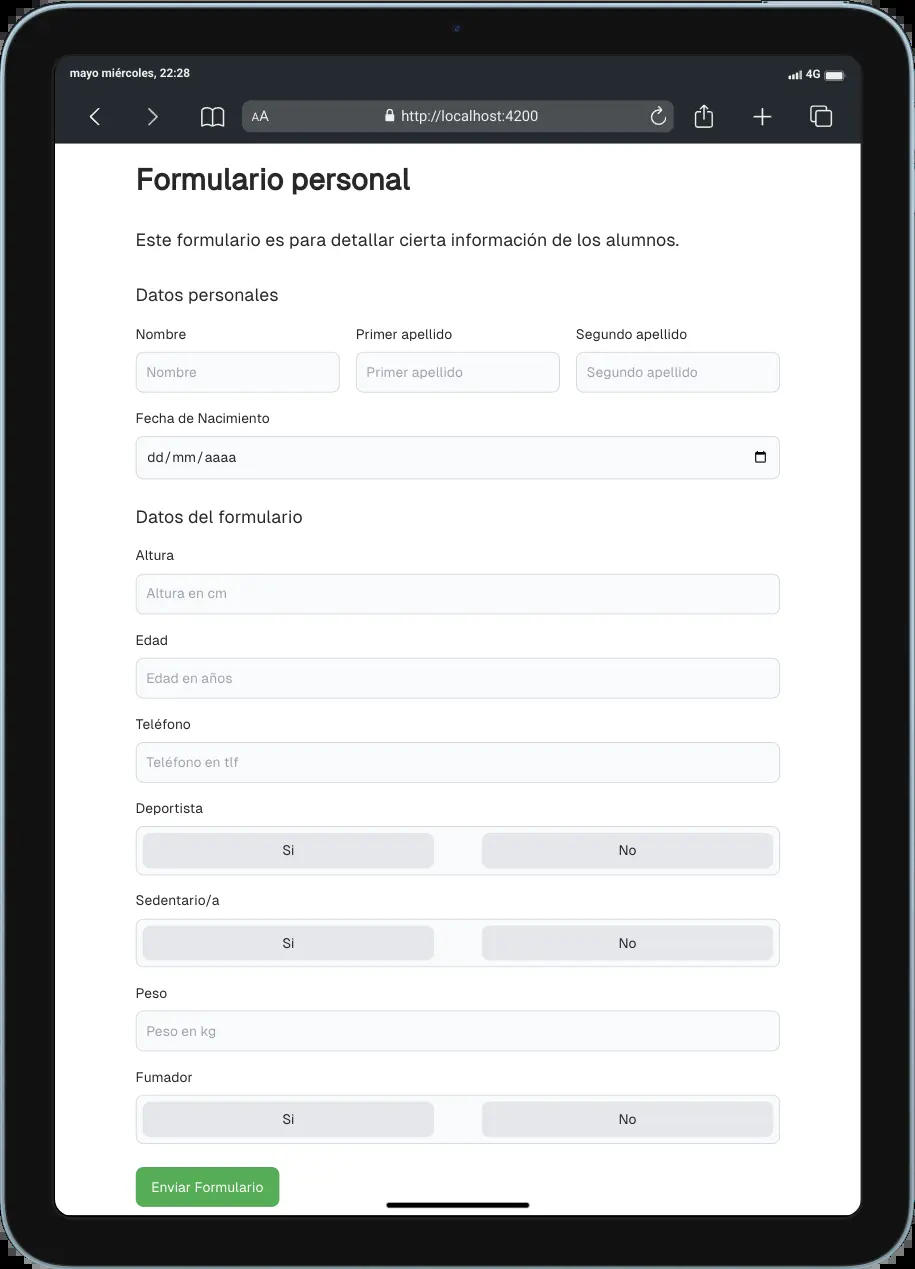 mayo miércoles, 22:28
4G
AA
http://localhost:4200
Formulario personal
Este formulario es para detallar cierta información de los alumnos.
Datos personales
Nombre Primer apellido Segundo apellido
Nombre Primer apellido Segundo apellido
Fecha de Nacimiento
dd/mm/aaaa
Datos del formulario
Altura
Altura en cm
Edad
Edad en años
Teléfono
Teléfono en tlf
Deportista
Si No
Sedentario/a
Si No
Peso
Peso en kg
Fumador
Si No
Enviar Formulario